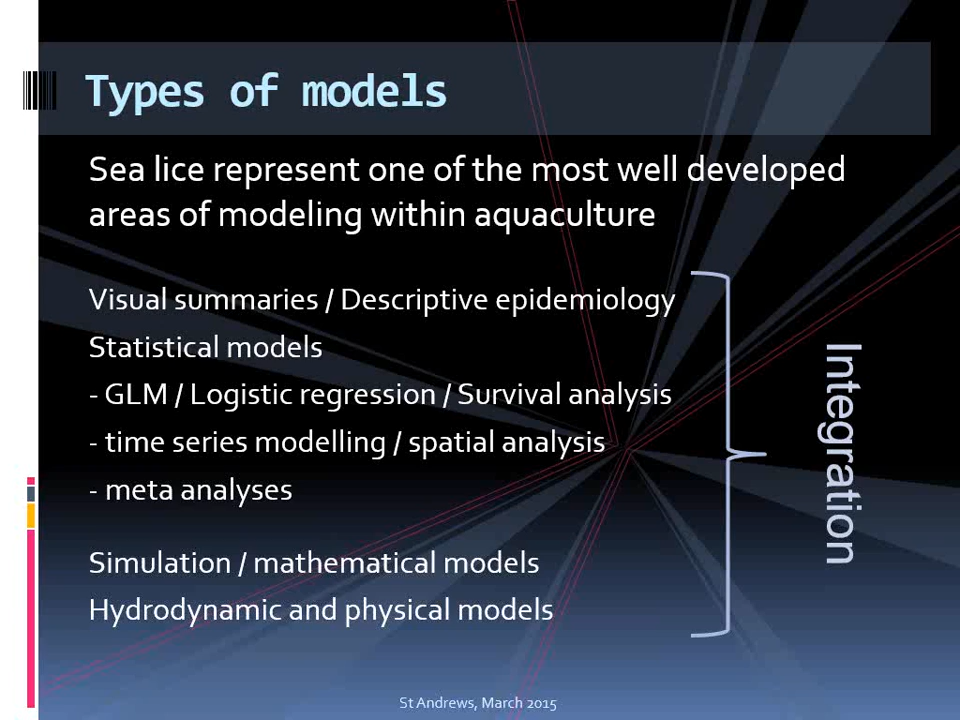 Types of models
Sea lice represent one of the most well developed
areas of modeling within aquaculture
Visual summaries / Descriptive epidemiology
Statistical models
- GLM / Logistic regression / Survival analysis
- time series modelling / spatial analysis
- meta analyses
Simulation / mathematical models
Hydrodynamic and physical models
Integration
St Andrews, March 2015